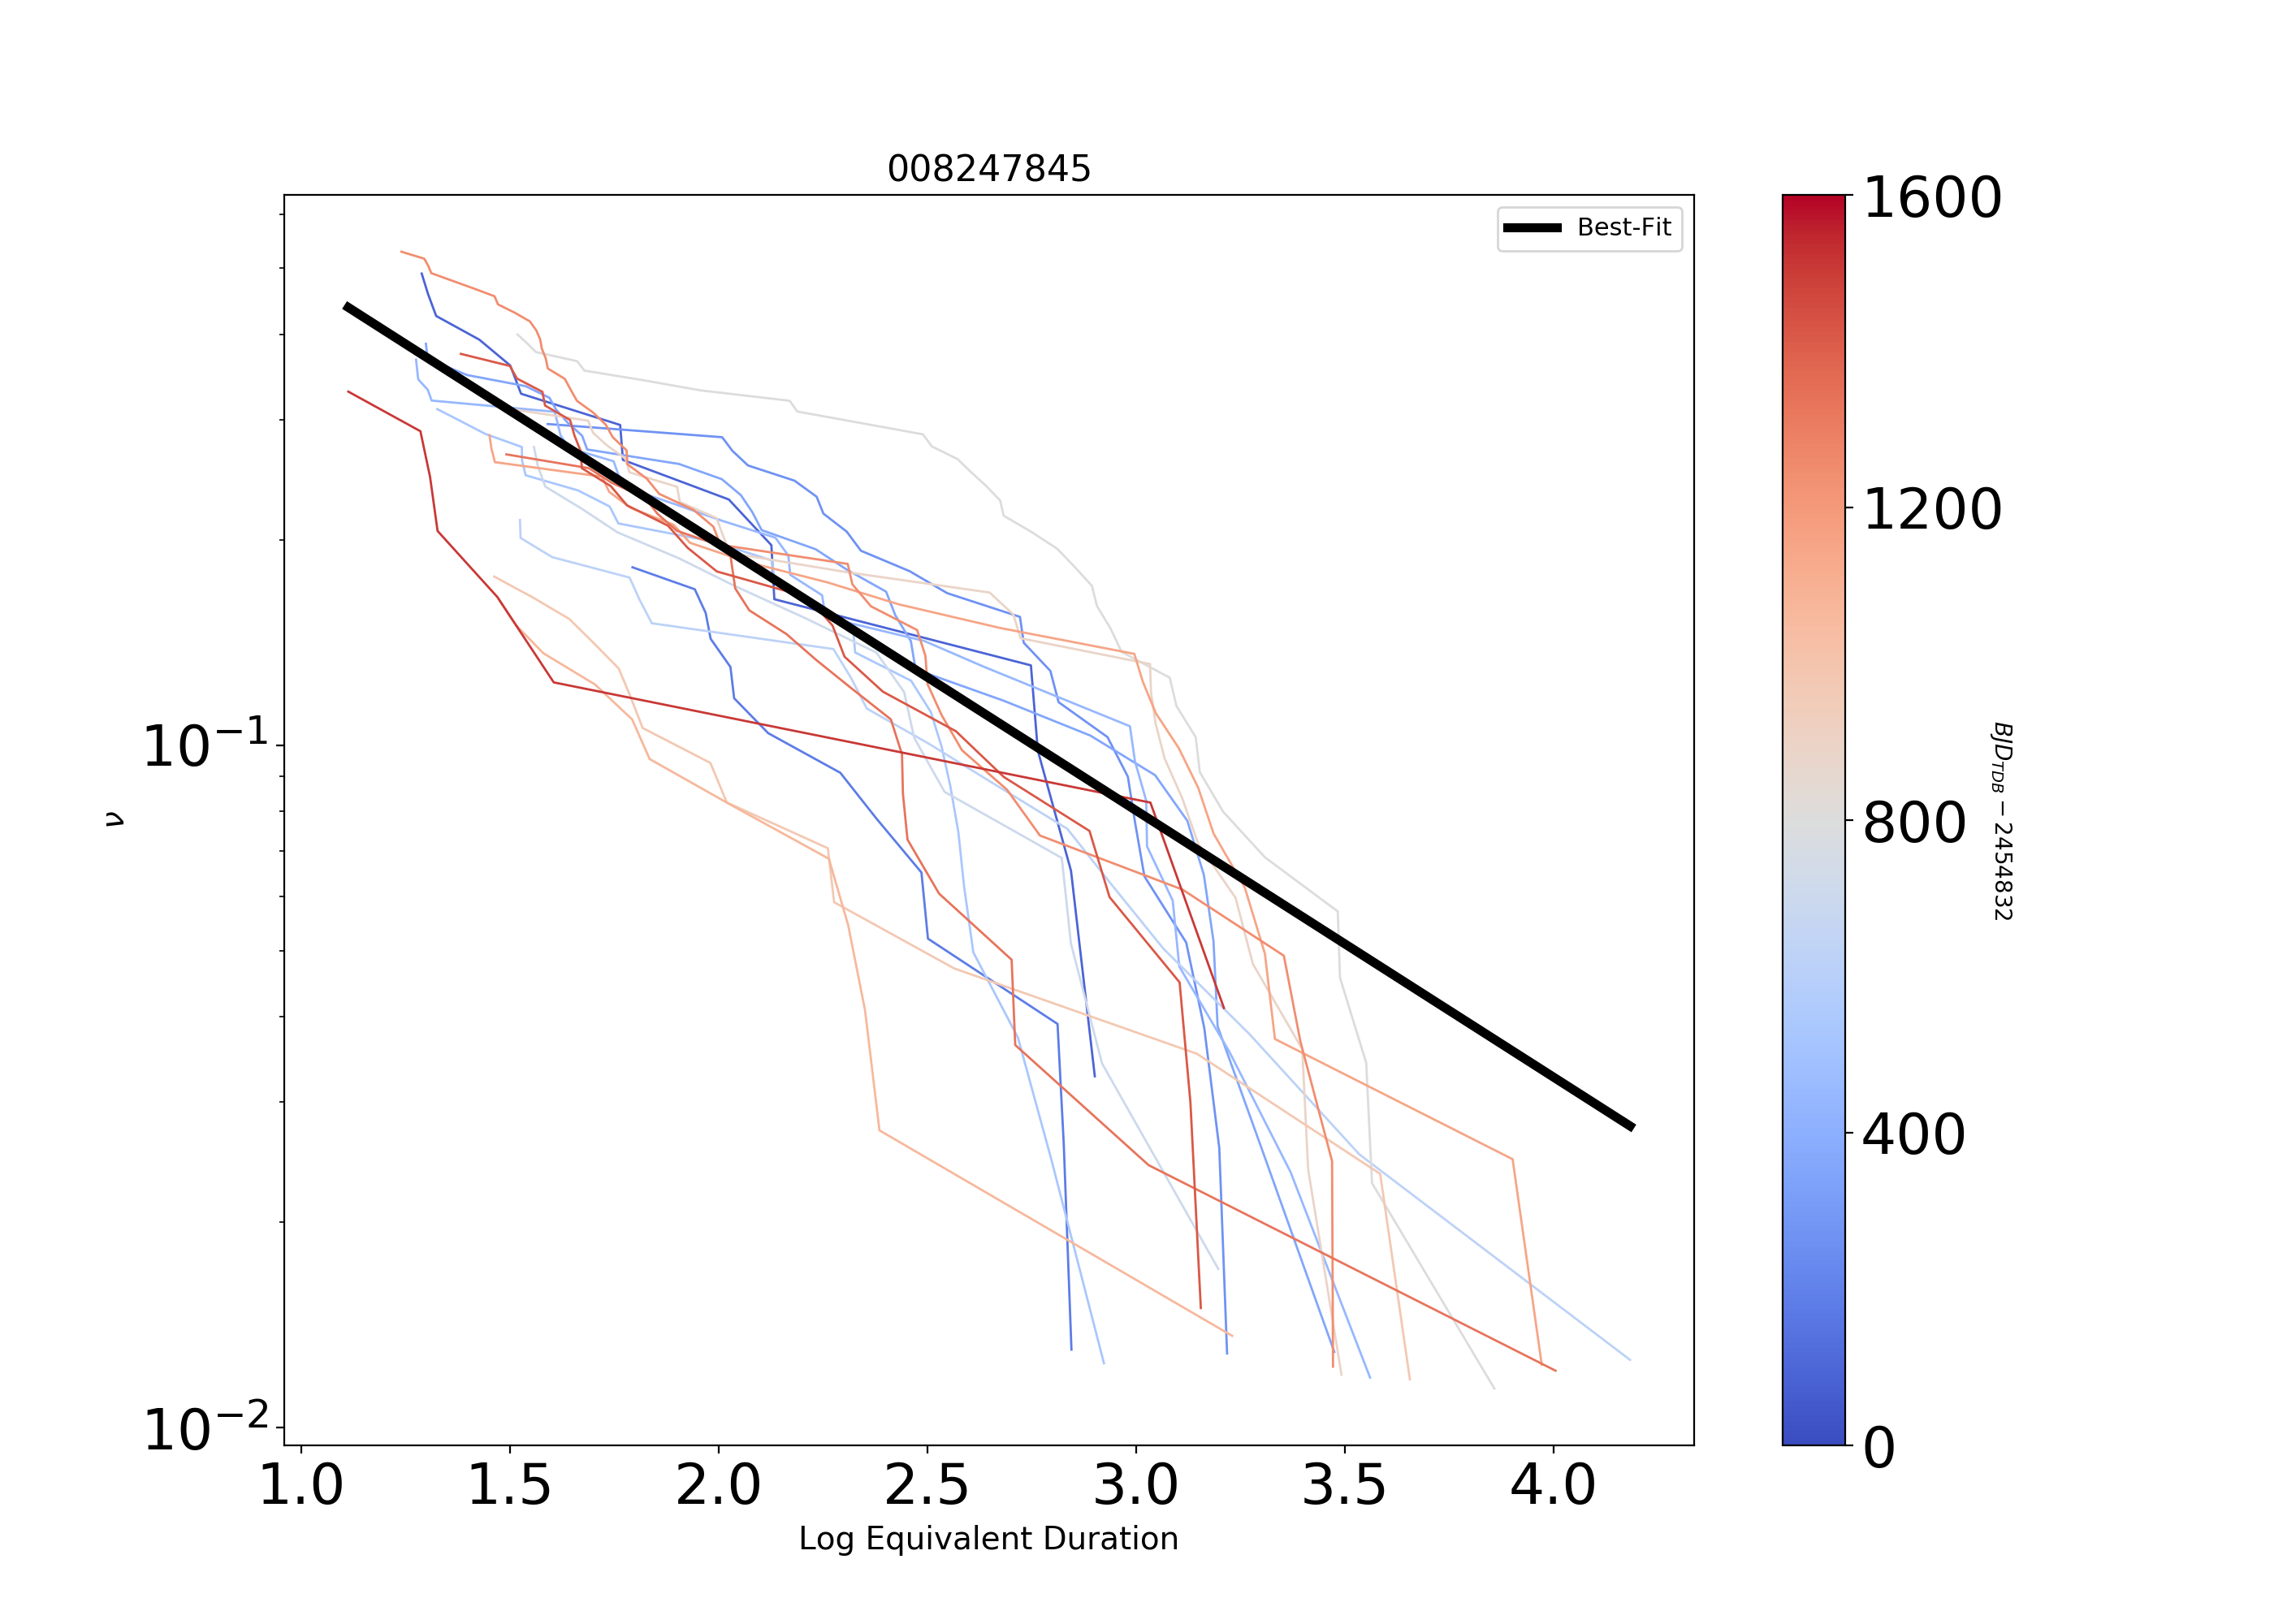 008247845
Best-Fit
ν
10⁻¹
10⁻²
1.0 1.5 2.0 2.5 3.0 3.5 4.0
Log Equivalent Duration
1600
1200
800
400
0
BJD_TDB − 2454832